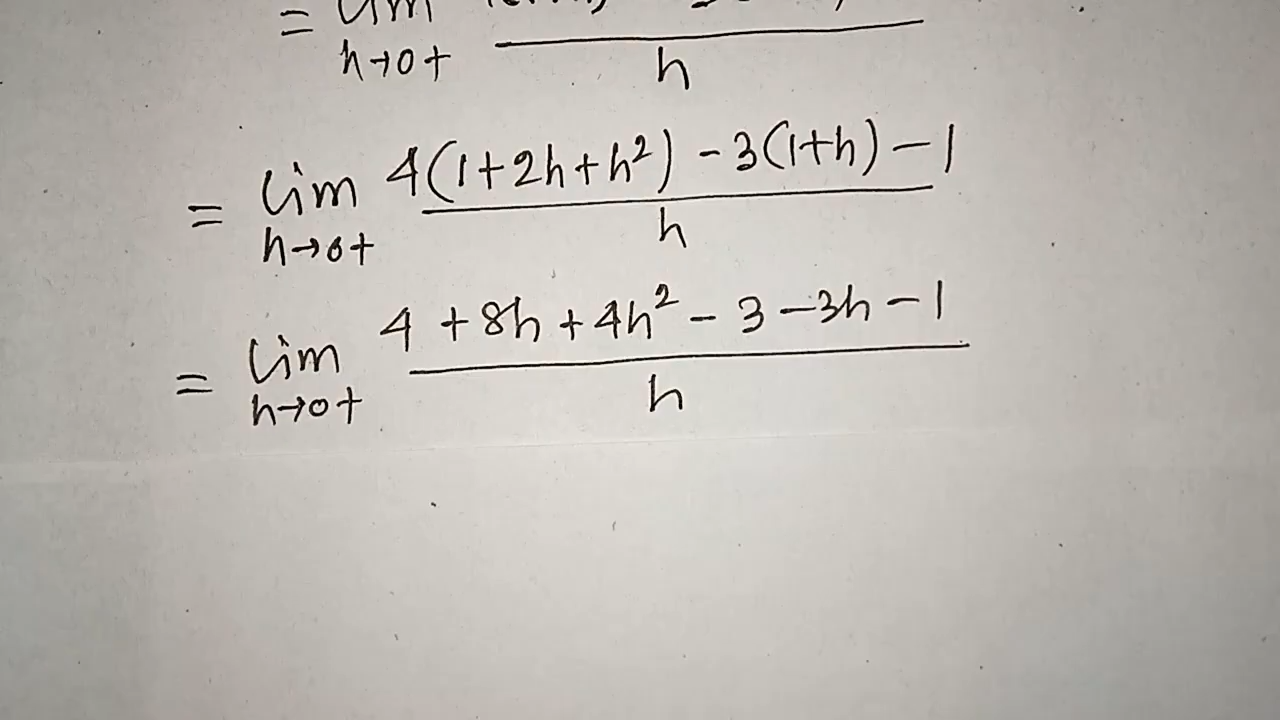 = lim
h→0+ h
= lim 4(1+2h+h²) - 3(1+h) - 1
h→0+ h
= lim 4 + 8h + 4h² - 3 - 3h - 1
h→0+ h